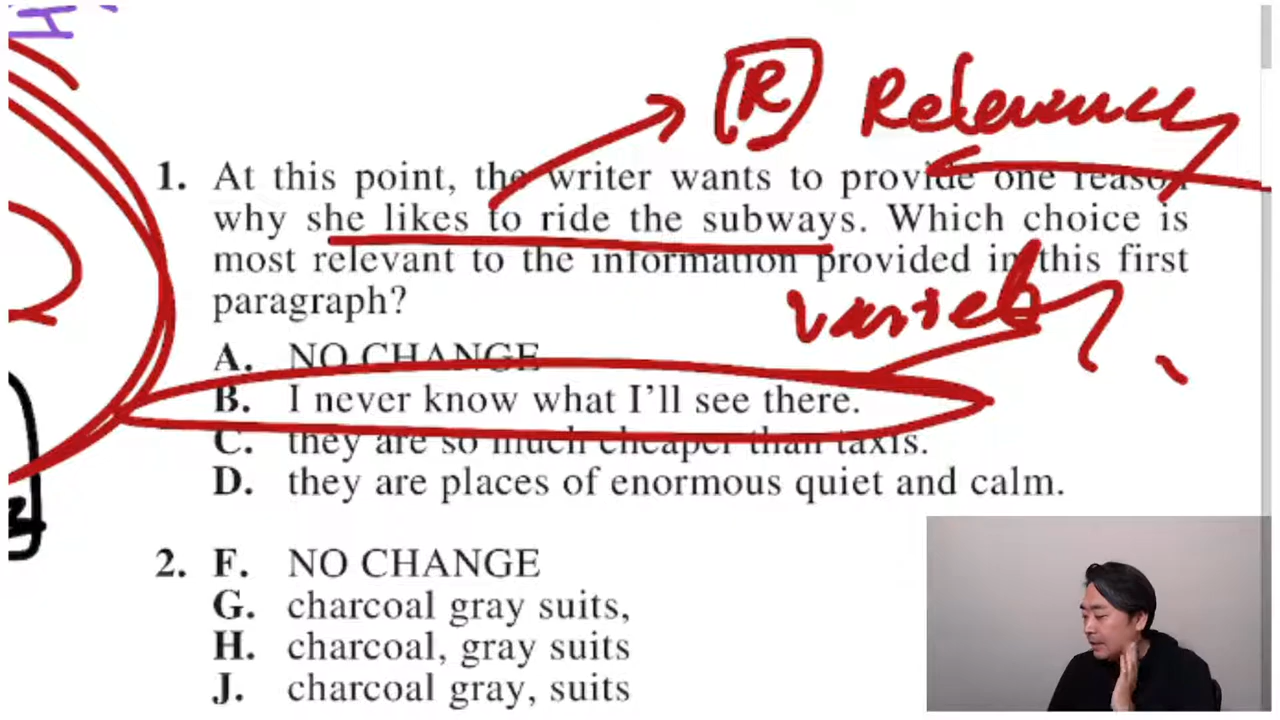 [R] Relevancy
1. At this point, the writer wants to provide one reason
why she likes to ride the subways. Which choice is
most relevant to the information provided in this first
paragraph?
variety
A. NO CHANGE
B. I never know what I'll see there.
C. they are so much cheaper than taxis.
D. they are places of enormous quiet and calm.
2. F. NO CHANGE
G. charcoal gray suits,
H. charcoal, gray suits
J. charcoal gray, suits